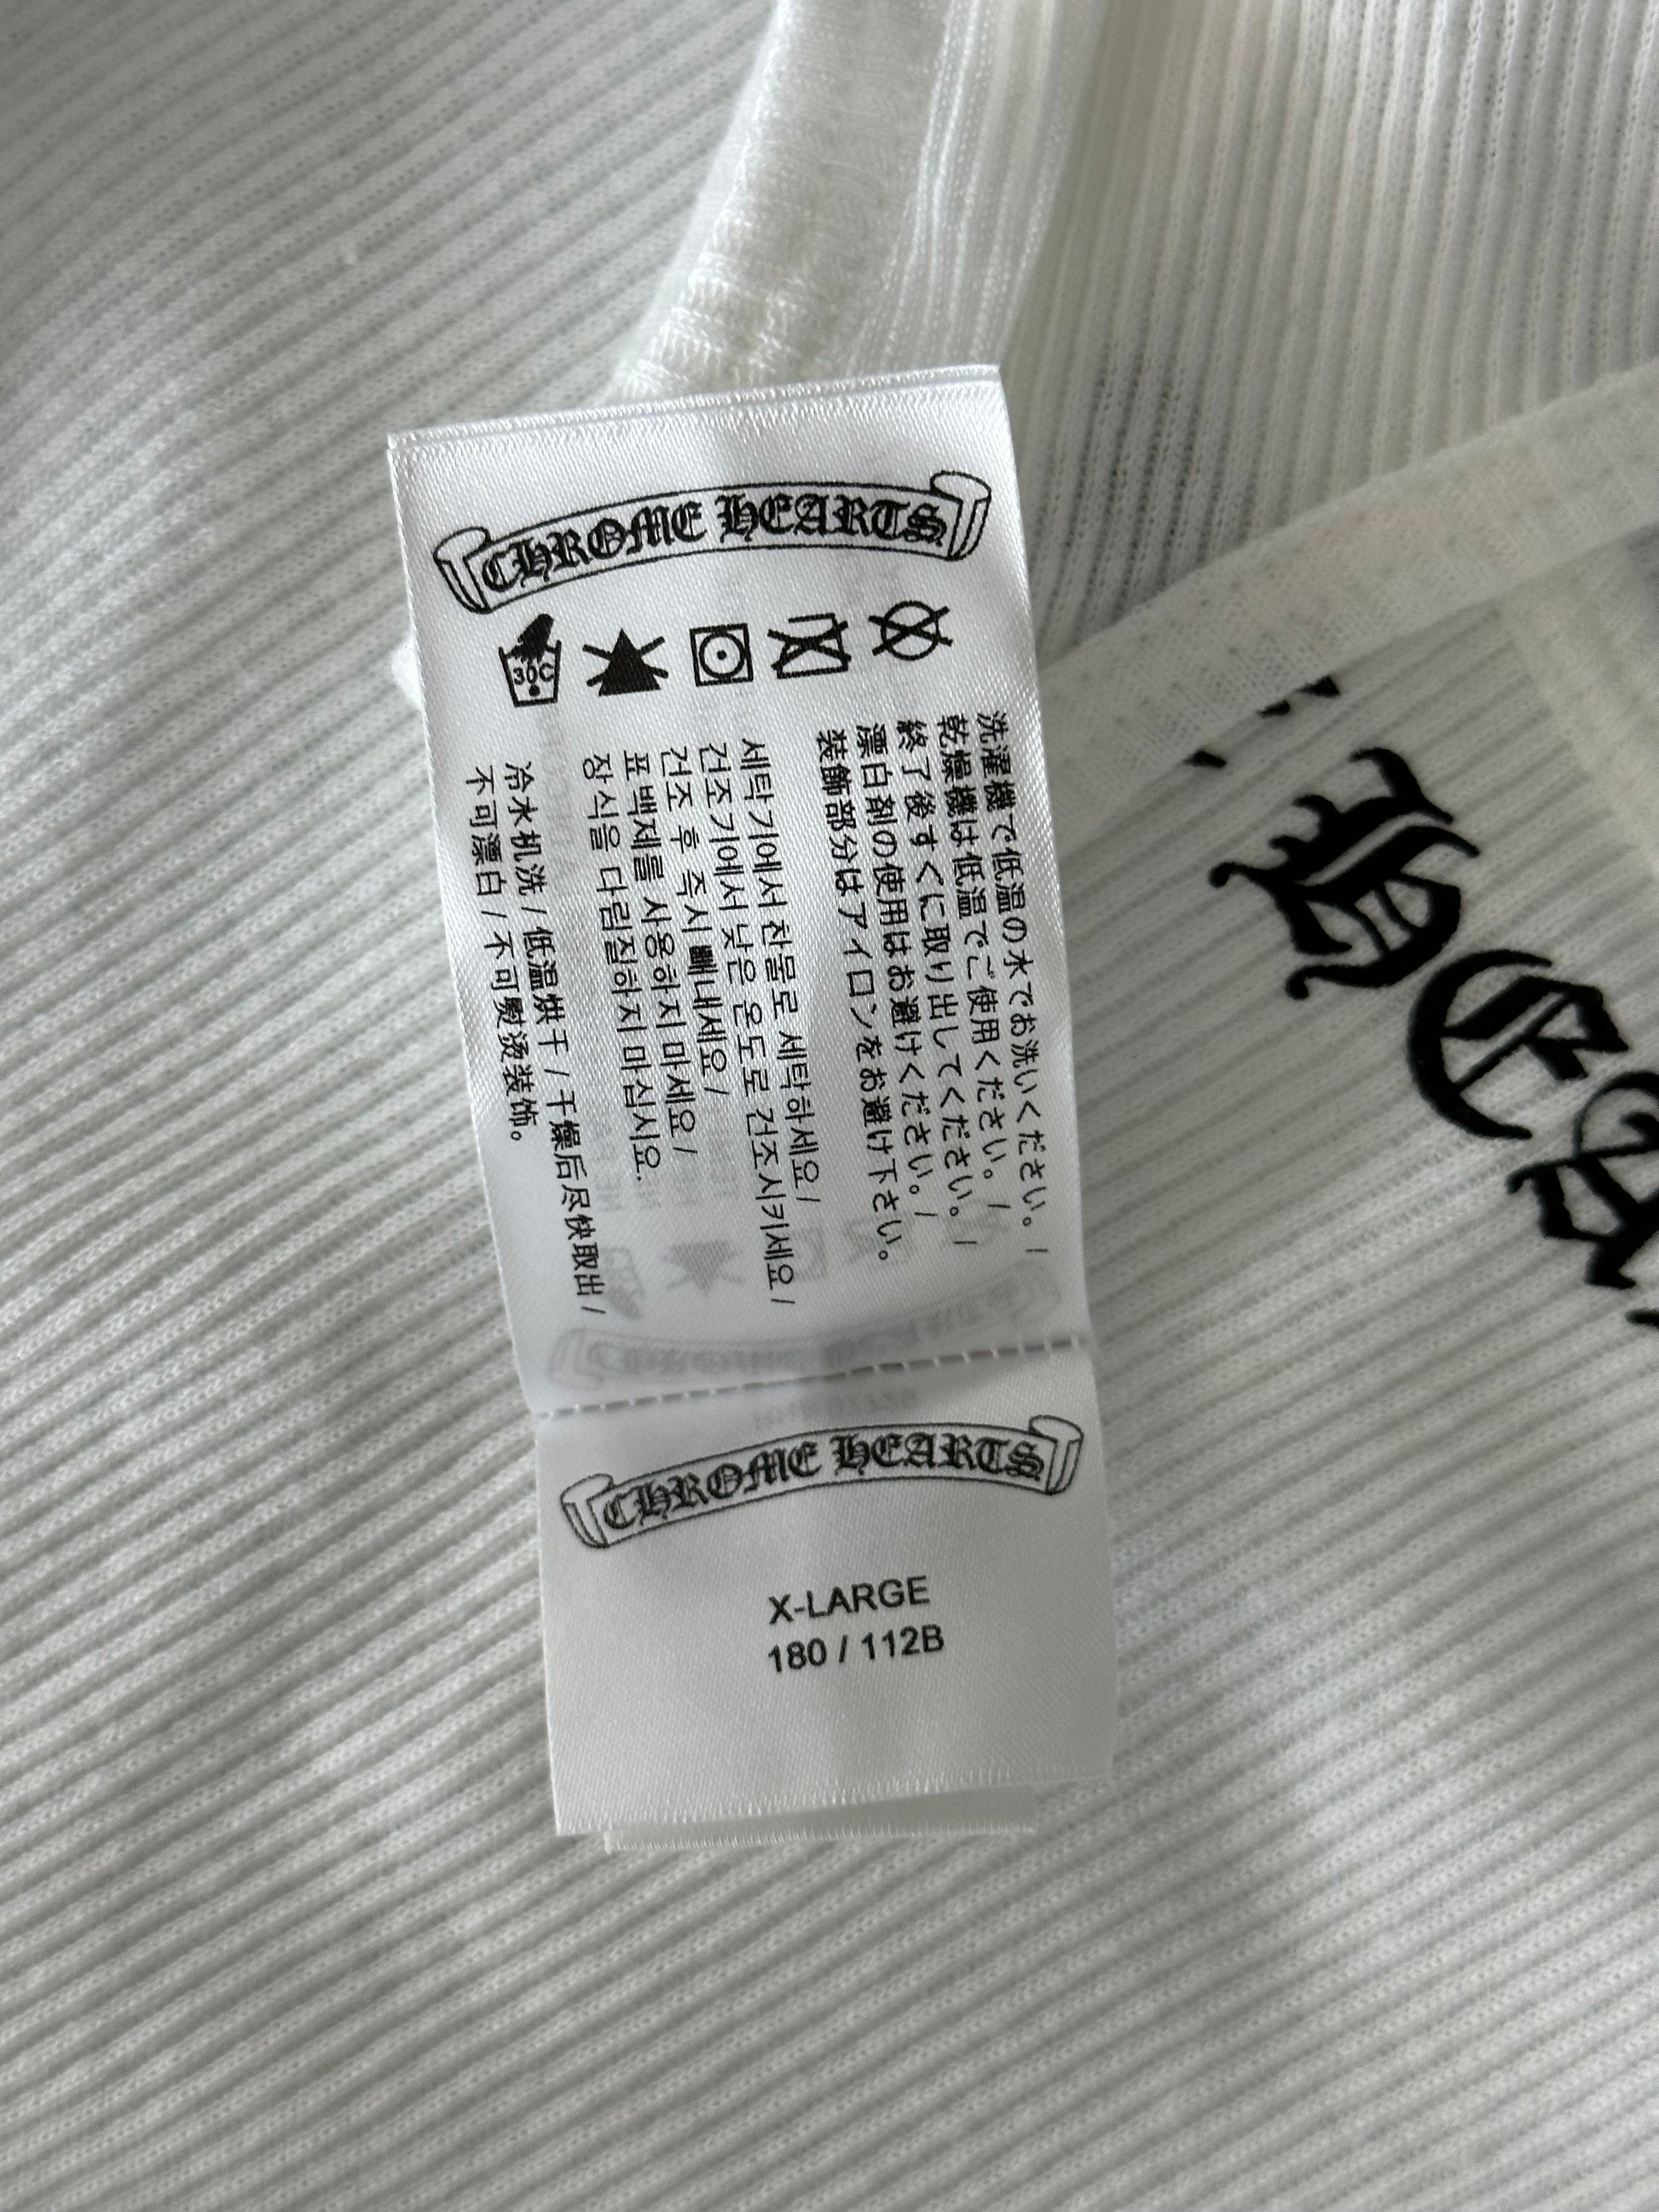 CHROME HEARTS
30C
洗濯機で低温の水でお洗いください。 /
乾燥機は低温でご使用ください。 /
終了後すぐに取り出してください。 /
漂白剤の使用はお避けください。 /
装飾部分はアイロンをお避け下さい。
세탁기에서 찬물로 세탁하세요 /
건조기에서 낮은 온도로 건조시키세요 /
건조 후 즉시 빼내세요 /
표백제를 사용하지 마세요 /
장식을 다림질하지 마십시요.
冷水机洗 / 低温烘干 / 干燥后尽快取出 /
不可漂白 / 不可熨烫装饰。
CHROME HEARTS
X-LARGE
180 / 112B